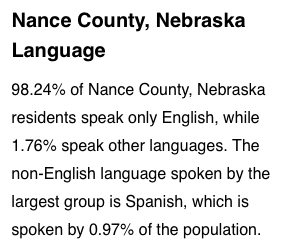 Nance County, Nebraska
Language
98.24% of Nance County, Nebraska
residents speak only English, while
1.76% speak other languages. The
non-English language spoken by the
largest group is Spanish, which is
spoken by 0.97% of the population.